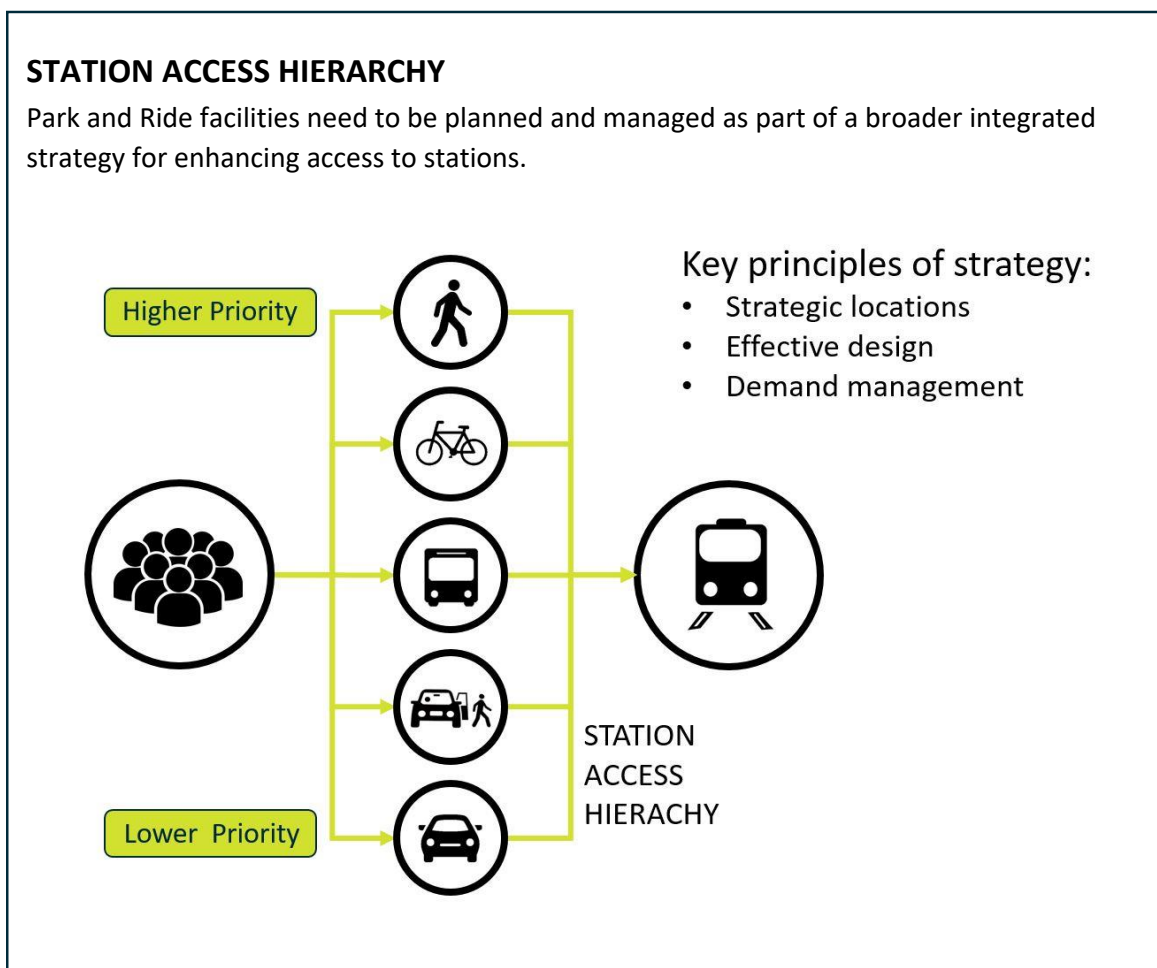 STATION ACCESS HIERARCHY
Park and Ride facilities need to be planned and managed as part of a broader integrated
strategy for enhancing access to stations.
Key principles of strategy:
• Strategic locations
• Effective design
• Demand management
Higher Priority
STATION
ACCESS
HIERACHY
Lower Priority